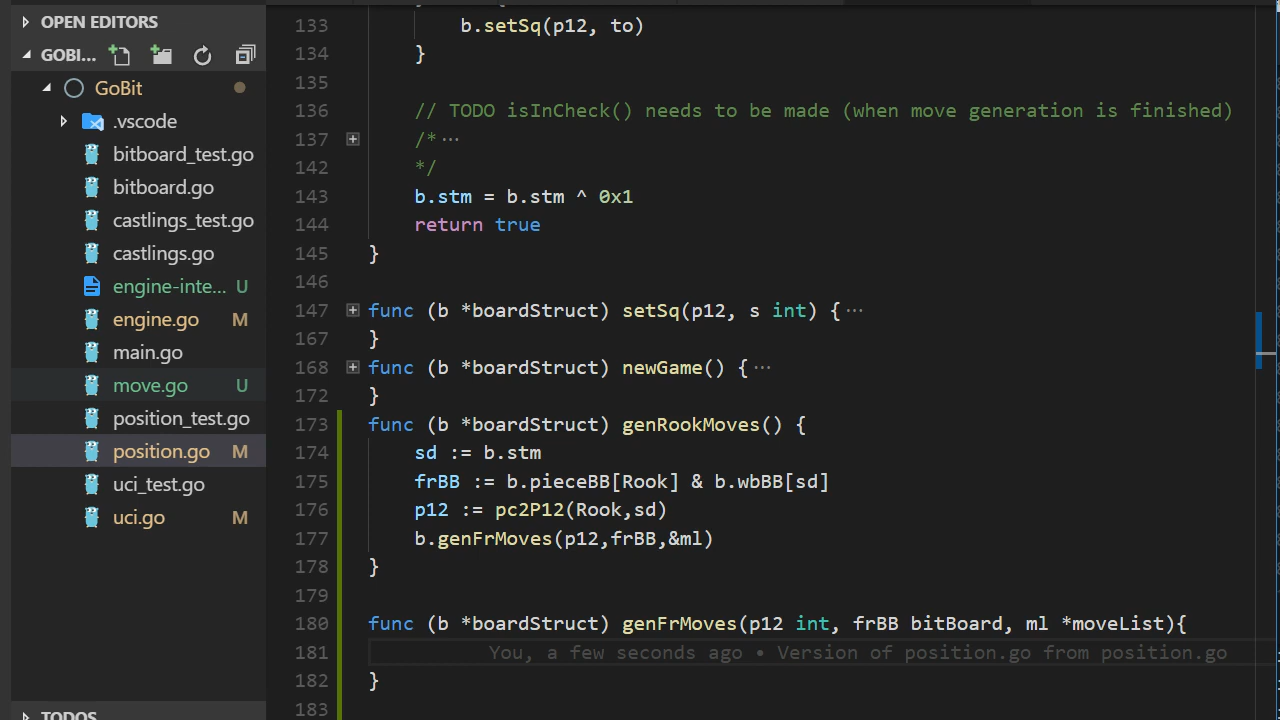 OPEN EDITORS
GOBI...
GoBit
.vscode
bitboard_test.go
bitboard.go
castlings_test.go
castlings.go
engine-inte... U
engine.go M
main.go
move.go U
position_test.go
position.go M
uci_test.go
uci.go M
TODOS
133 b.setSq(p12, to)
134 }
135
136 // TODO isInCheck() needs to be made (when move generation is finished)
137 /*···
142 */
143 b.stm = b.stm ^ 0x1
144 return true
145 }
146
147 func (b *boardStruct) setSq(p12, s int) {···
167 }
168 func (b *boardStruct) newGame() {···
172 }
173 func (b *boardStruct) genRookMoves() {
174 sd := b.stm
175 frBB := b.pieceBB[Rook] & b.wbBB[sd]
176 p12 := pc2P12(Rook,sd)
177 b.genFrMoves(p12,frBB,&ml)
178 }
179
180 func (b *boardStruct) genFrMoves(p12 int, frBB bitBoard, ml *moveList){
181 You, a few seconds ago • Version of position.go from position.go
182 }
183